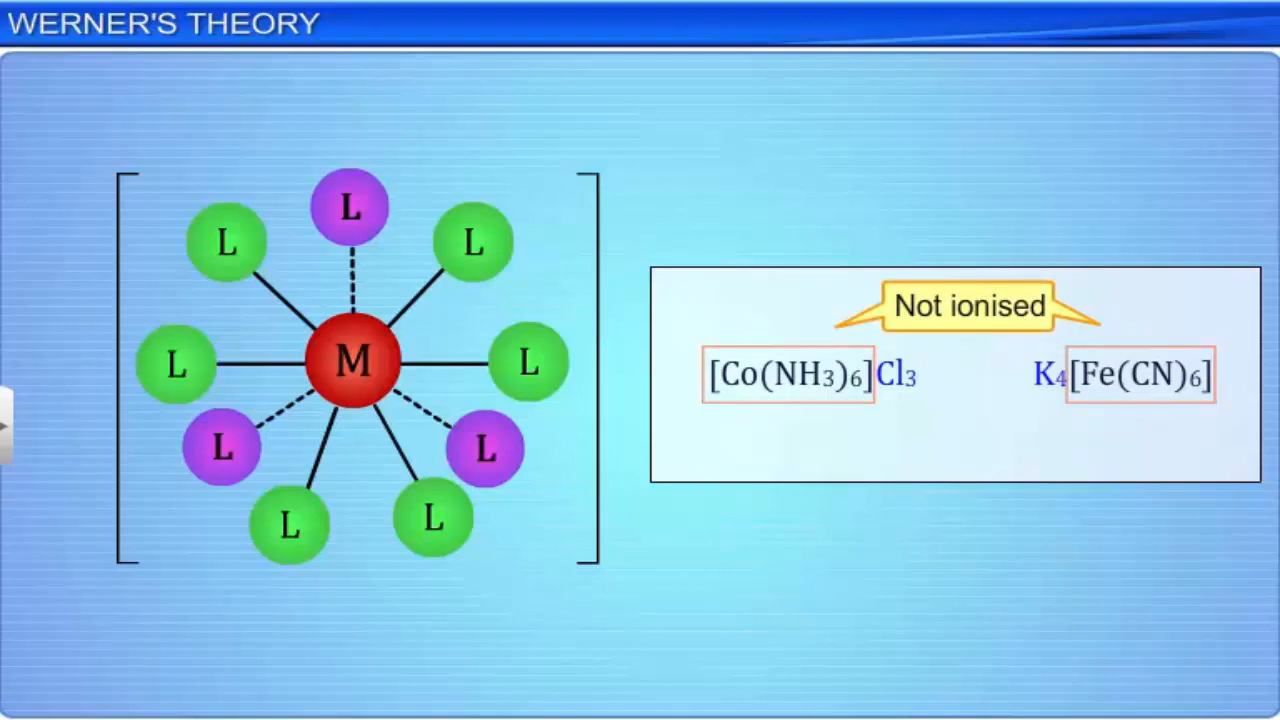 WERNER'S THEORY
L
L L
M
L L
L L
L L
Not ionised
[Co(NH₃)₆]Cl₃ K₄[Fe(CN)₆]